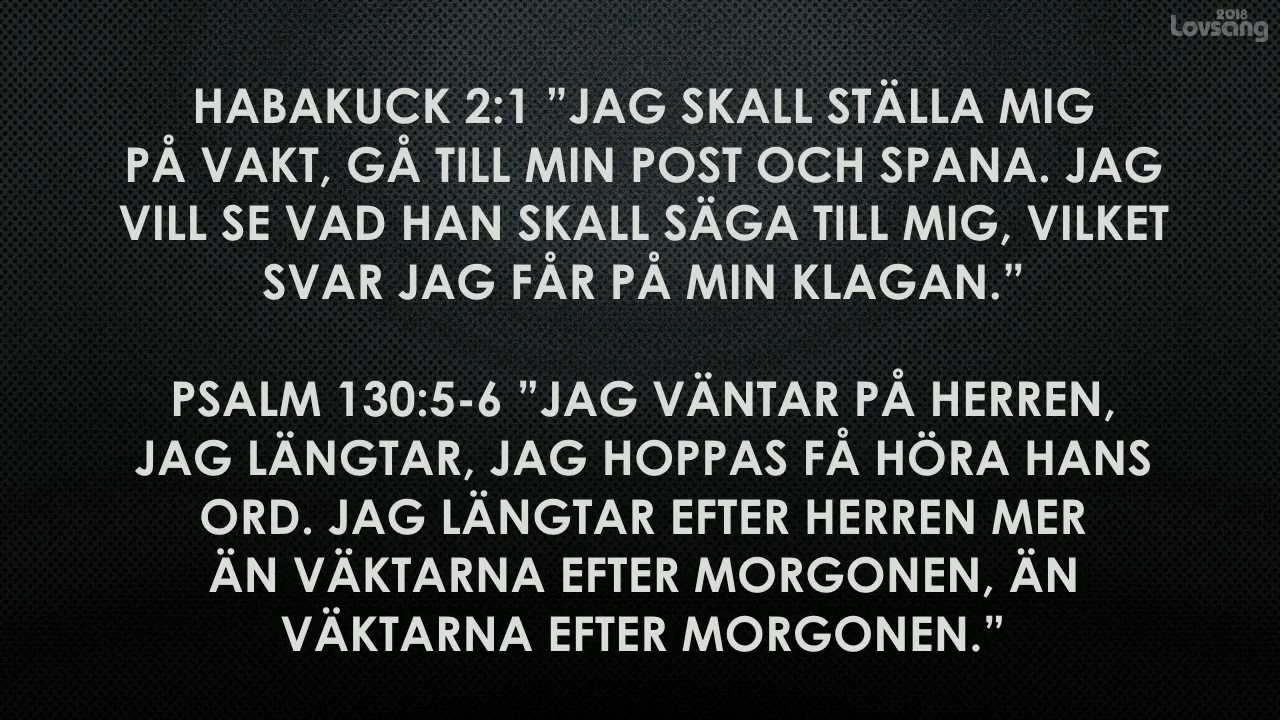 2018
Lovsång
HABAKUCK 2:1 ”JAG SKALL STÄLLA MIG
PÅ VAKT, GÅ TILL MIN POST OCH SPANA. JAG
VILL SE VAD HAN SKALL SÄGA TILL MIG, VILKET
SVAR JAG FÅR PÅ MIN KLAGAN.”
PSALM 130:5-6 ”JAG VÄNTAR PÅ HERREN,
JAG LÄNGTAR, JAG HOPPAS FÅ HÖRA HANS
ORD. JAG LÄNGTAR EFTER HERREN MER
ÄN VÄKTARNA EFTER MORGONEN, ÄN
VÄKTARNA EFTER MORGONEN.”